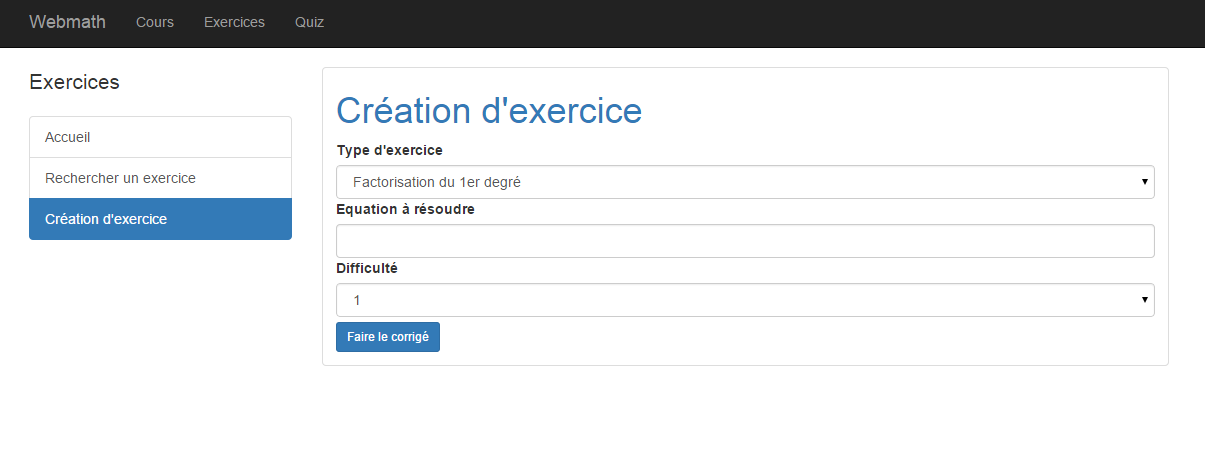 Webmath Cours Exercices Quiz
Exercices
Accueil
Rechercher un exercice
Création d'exercice
Création d'exercice
Type d'exercice
Factorisation du 1er degré
Equation à résoudre
Difficulté
1
Faire le corrigé